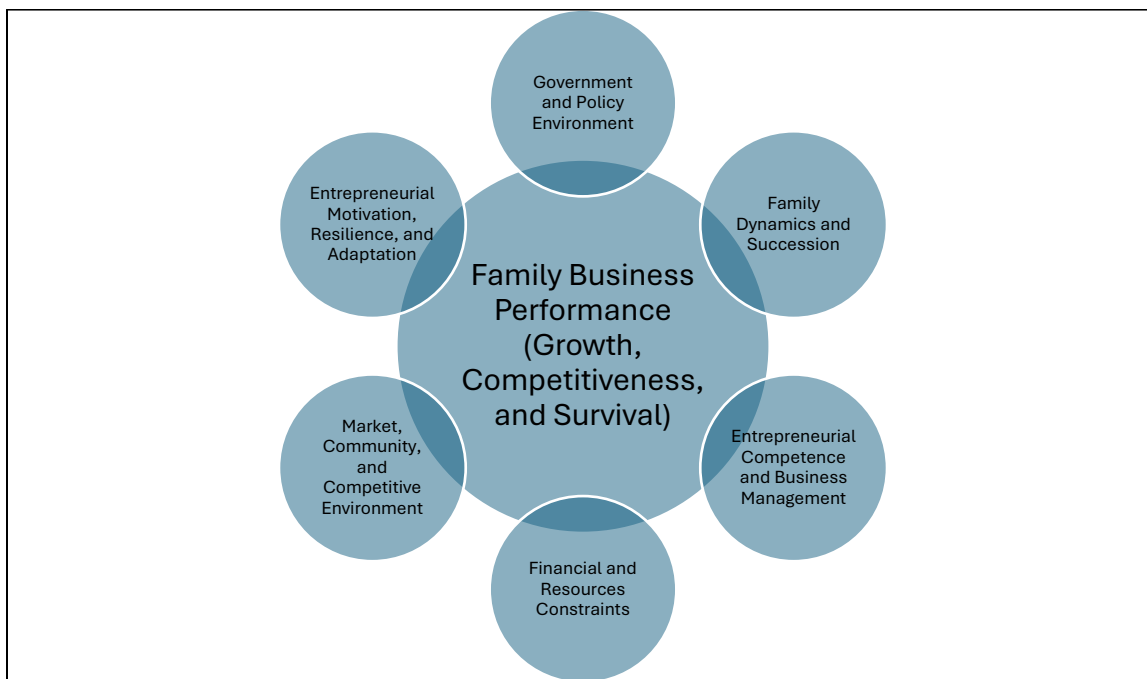 Government
and Policy
Environment
Entrepreneurial
Motivation,
Resilience, and
Adaptation
Family
Dynamics and
Succession
Family Business
Performance
(Growth,
Competitiveness,
and Survival)
Market,
Community,
and
Competitive
Environment
Entrepreneurial
Competence
and Business
Management
Financial and
Resources
Constraints